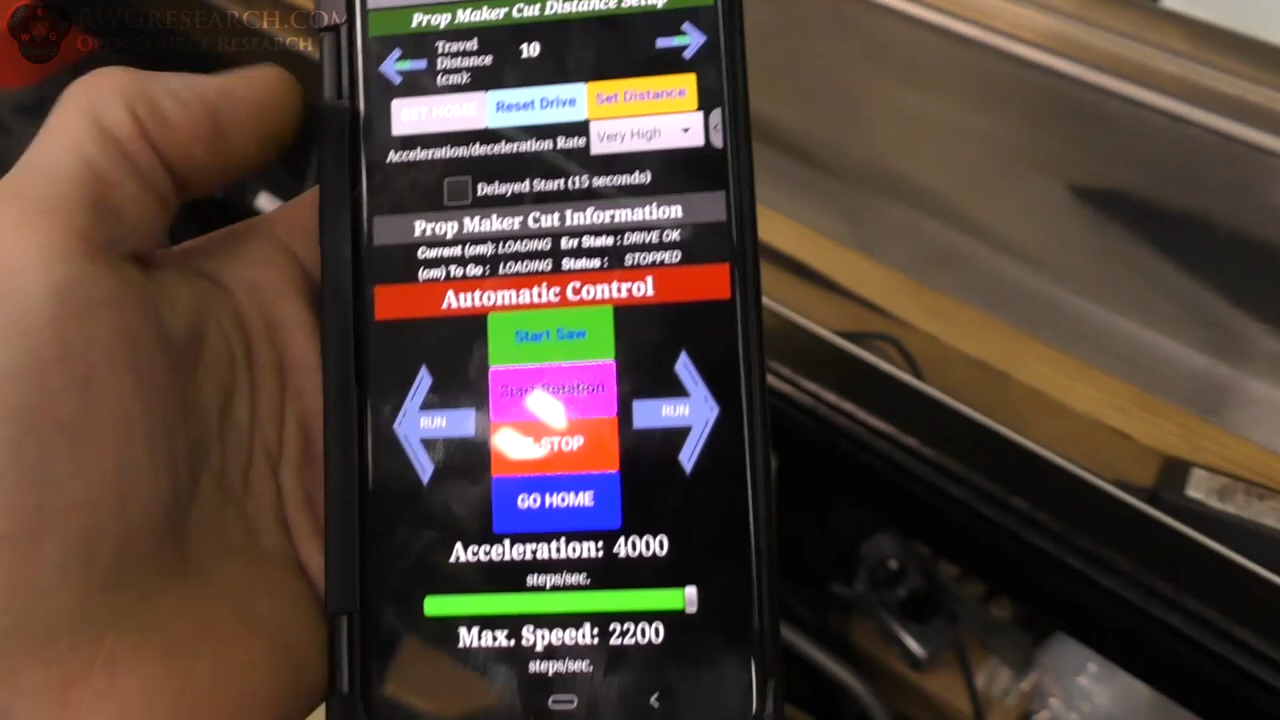 RWGRESEARCH.COM
OPEN SOURCE RESEARCH
Prop Maker Cut Distance Setup
Travel
Distance
(cm):
10
SET HOME
Reset Drive
Set Distance
Acceleration/deceleration Rate
Very High
Delayed Start (15 seconds)
Prop Maker Cut Information
Current (cm): LOADING Err State : DRIVE OK
(cm) To Go : LOADING Status : STOPPED
Automatic Control
Start Saw
Start Rotation
RUN
RUN
E-STOP
GO HOME
Acceleration: 4000
steps/sec.
Max. Speed: 2200
steps/sec.